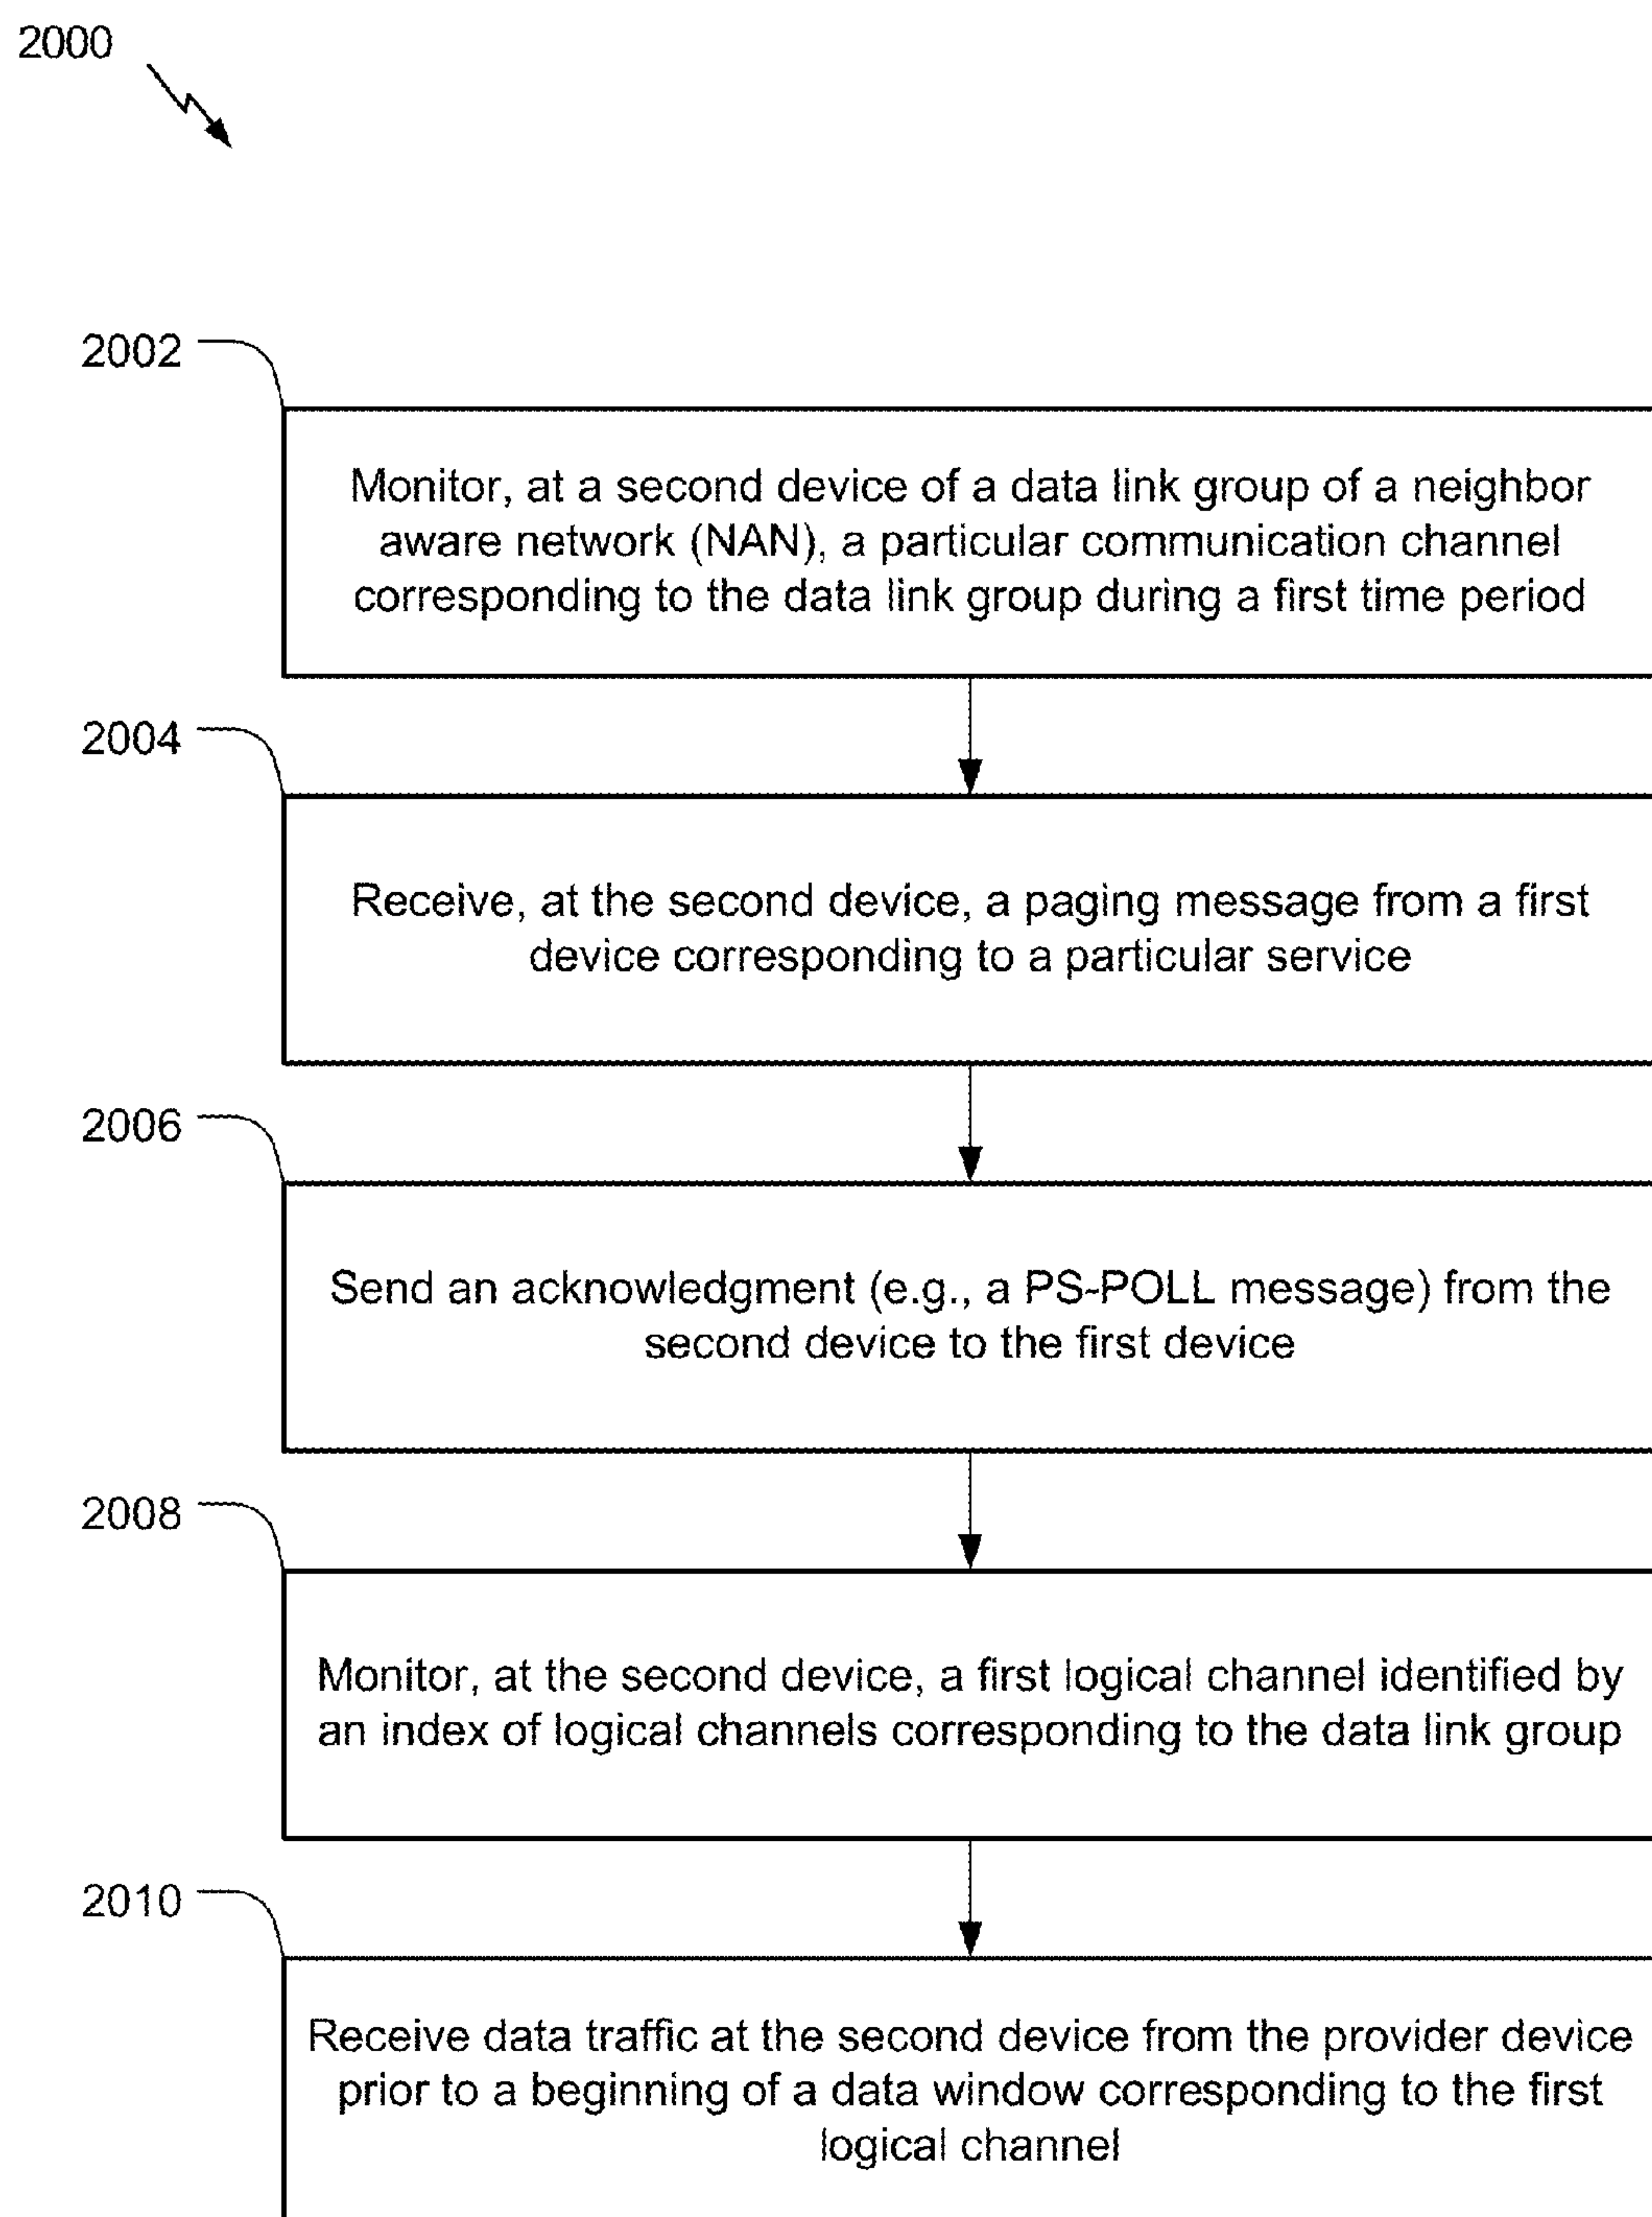 2000
2002
Monitor, at a second device of a data link group of a neighbor
aware network (NAN), a particular communication channel
corresponding to the data link group during a first time period
2004
Receive, at the second device, a paging message from a first
device corresponding to a particular service
2006
Send an acknowledgment (e.g., a PS-POLL message) from the
second device to the first device
2008
Monitor, at the second device, a first logical channel identified by
an index of logical channels corresponding to the data link group
2010
Receive data traffic at the second device from the provider device
prior to a beginning of a data window corresponding to the first
logical channel